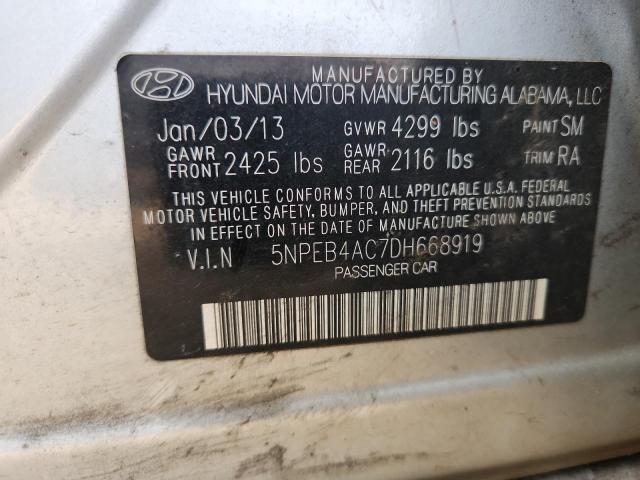 MANUFACTURED BY
HYUNDAI MOTOR MANUFACTURING ALABAMA, LLC
Jan/03/13 GVWR 4299 lbs PAINT SM
GAWR FRONT 2425 lbs GAWR REAR 2116 lbs TRIM RA
THIS VEHICLE CONFORMS TO ALL APPLICABLE U.S.A. FEDERAL
MOTOR VEHICLE SAFETY, BUMPER, AND THEFT PREVENTION STANDARDS
IN EFFECT ON THE DATE OF MANUFACTURE SHOWN ABOVE.
V.I.N 5NPEB4AC7DH668919
PASSENGER CAR